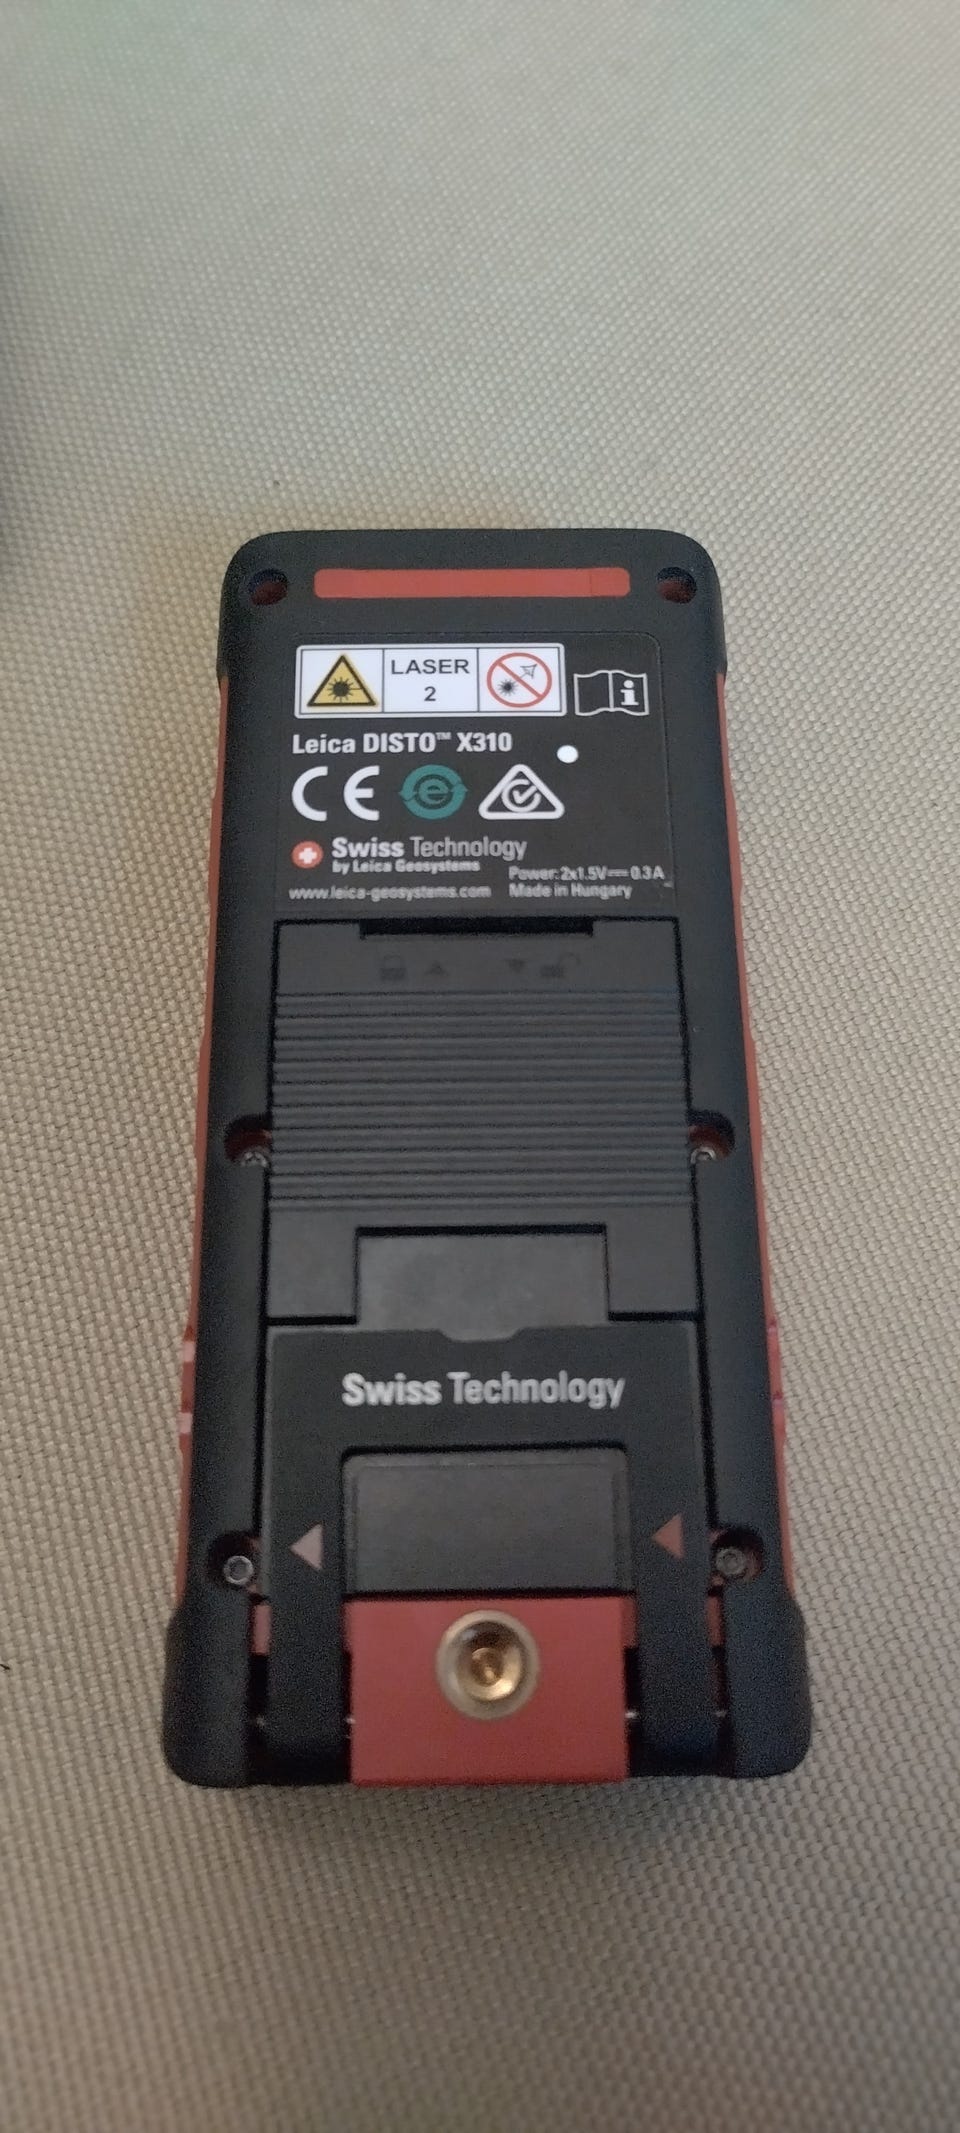 LASER
2
Leica DISTO™ X310
CE
Swiss Technology
by Leica Geosystems
Power: 2x1.5V⎓0.3A
www.leica-geosystems.com
Made in Hungary
Swiss Technology